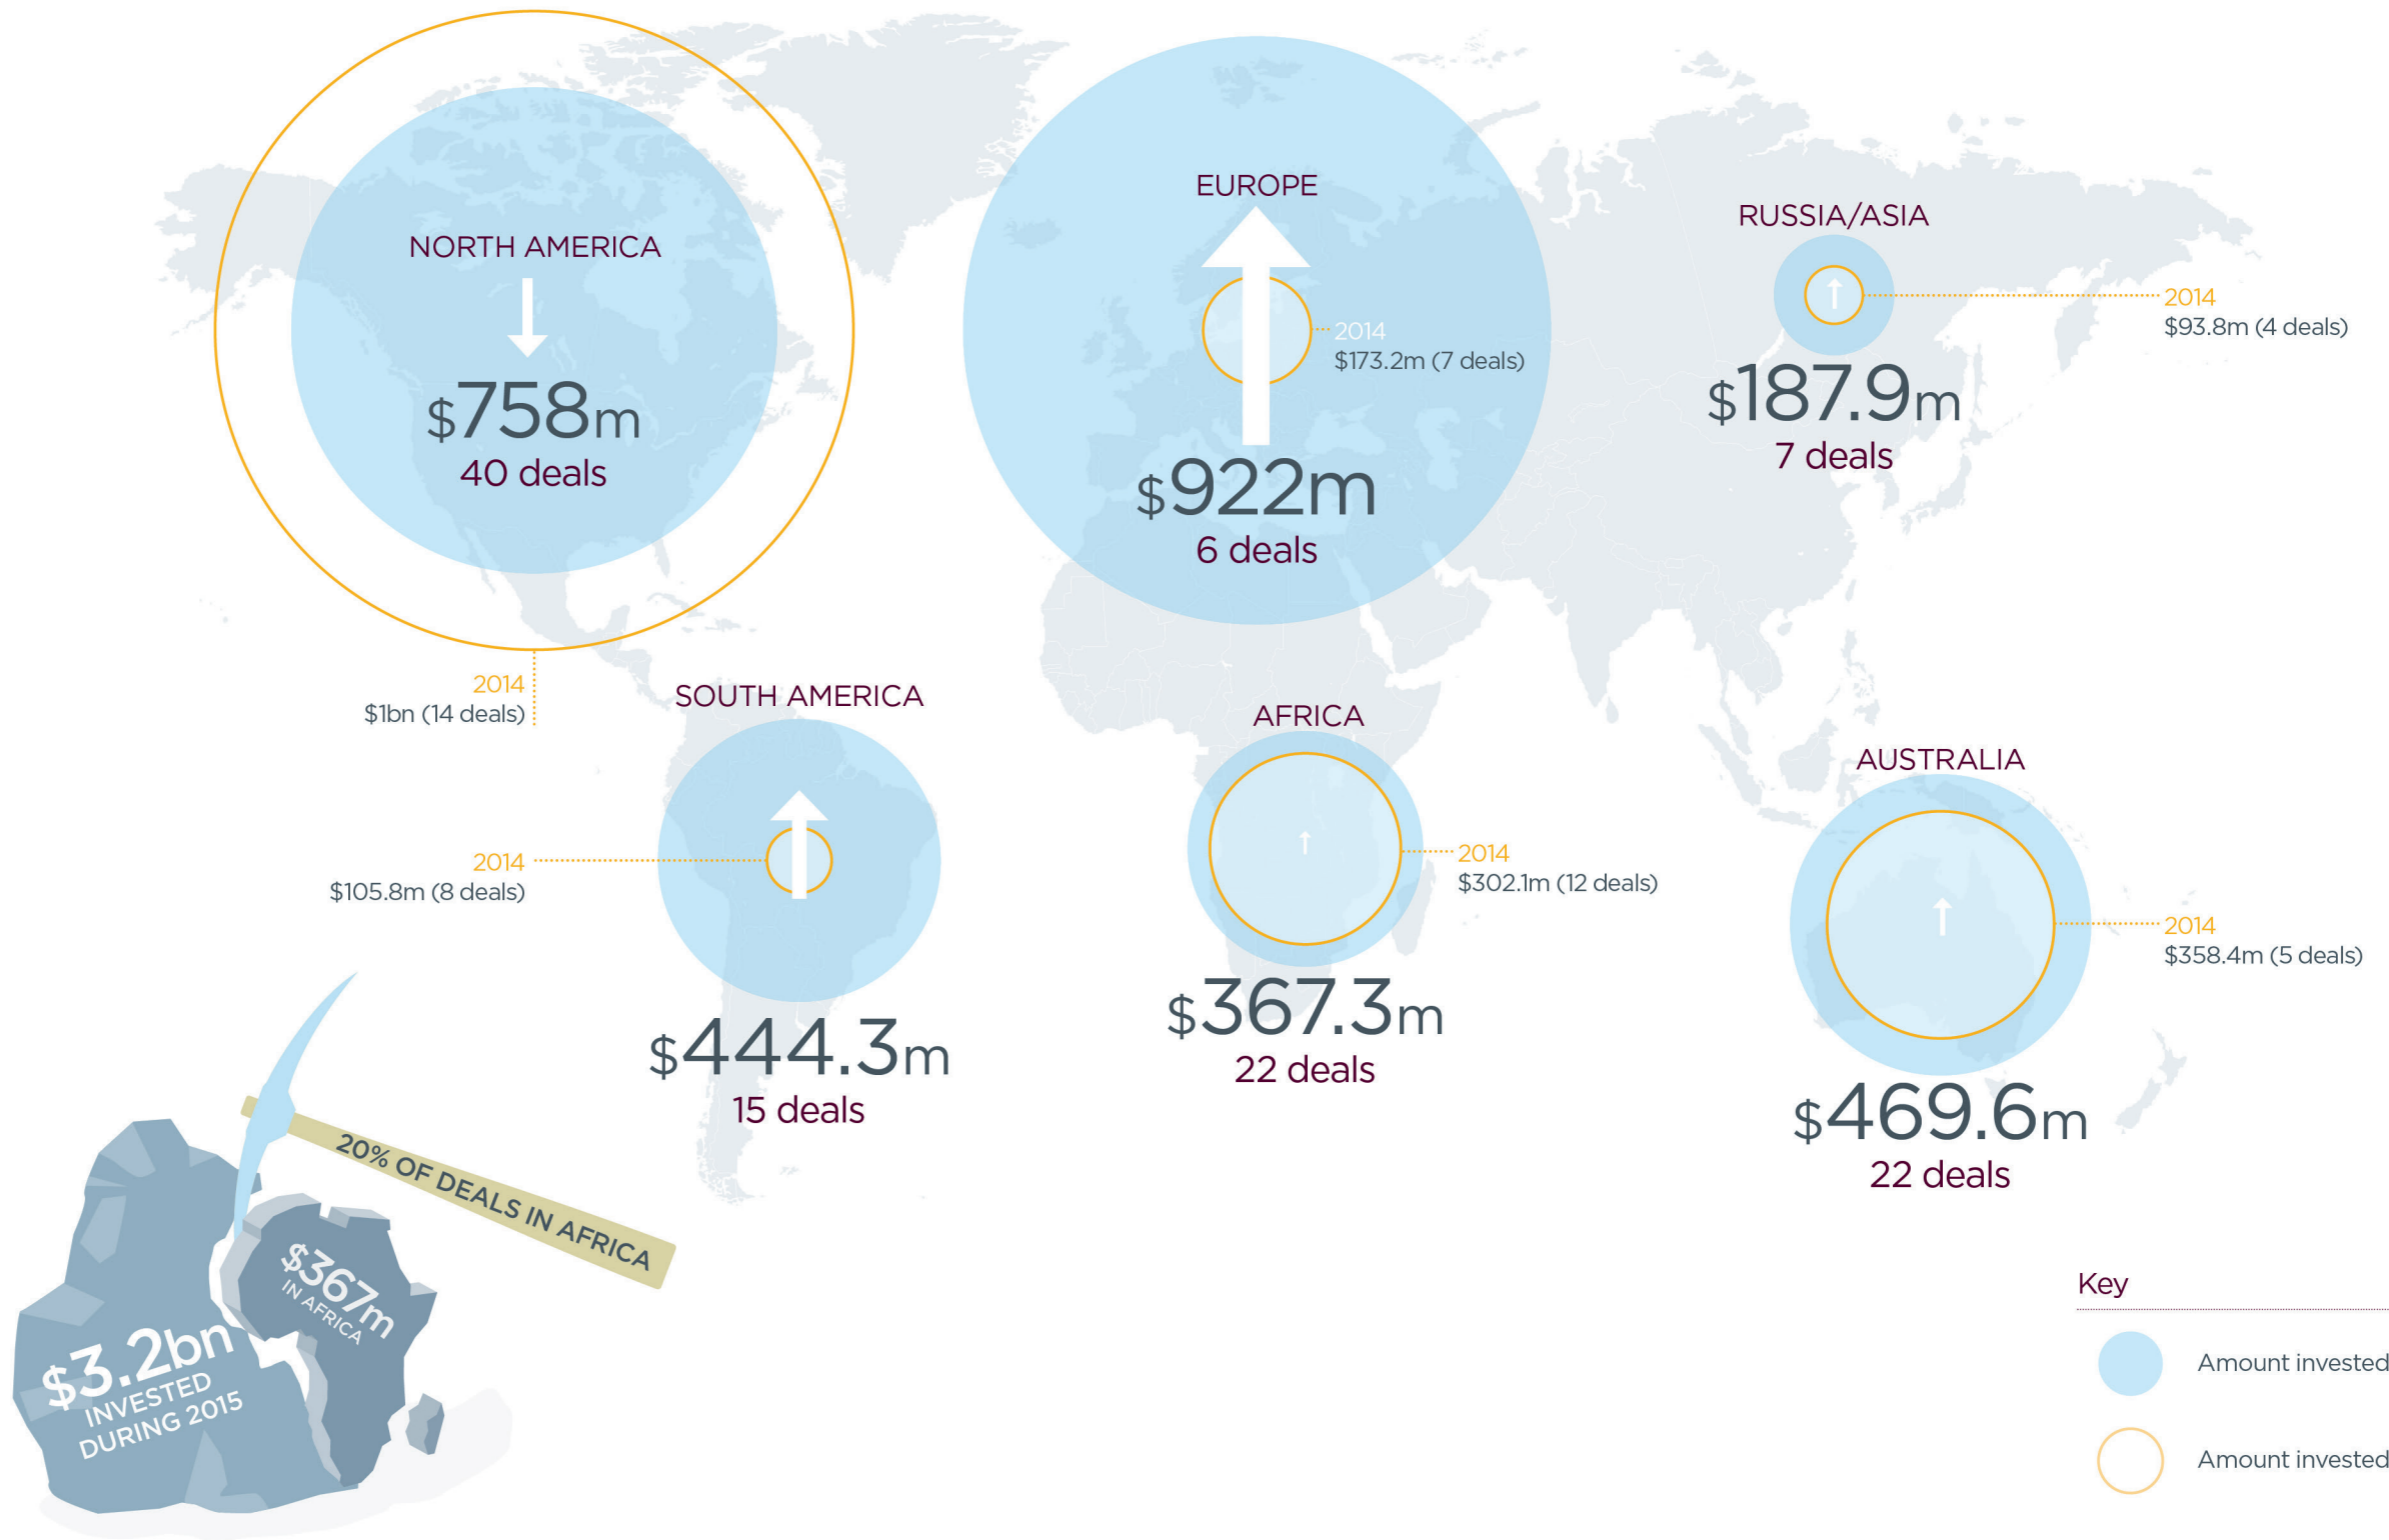 NORTH AMERICA
$758m
40 deals
2014
$1bn (14 deals)
EUROPE
2014
$173.2m (7 deals)
$922m
6 deals
RUSSIA/ASIA
2014
$93.8m (4 deals)
$187.9m
7 deals
SOUTH AMERICA
2014
$105.8m (8 deals)
$444.3m
15 deals
AFRICA
2014
$302.1m (12 deals)
$367.3m
22 deals
AUSTRALIA
2014
$358.4m (5 deals)
$469.6m
22 deals
20% OF DEALS IN AFRICA
$367m
IN AFRICA
$3.2bn
INVESTED
DURING 2015
Key
Amount invested
Amount invested